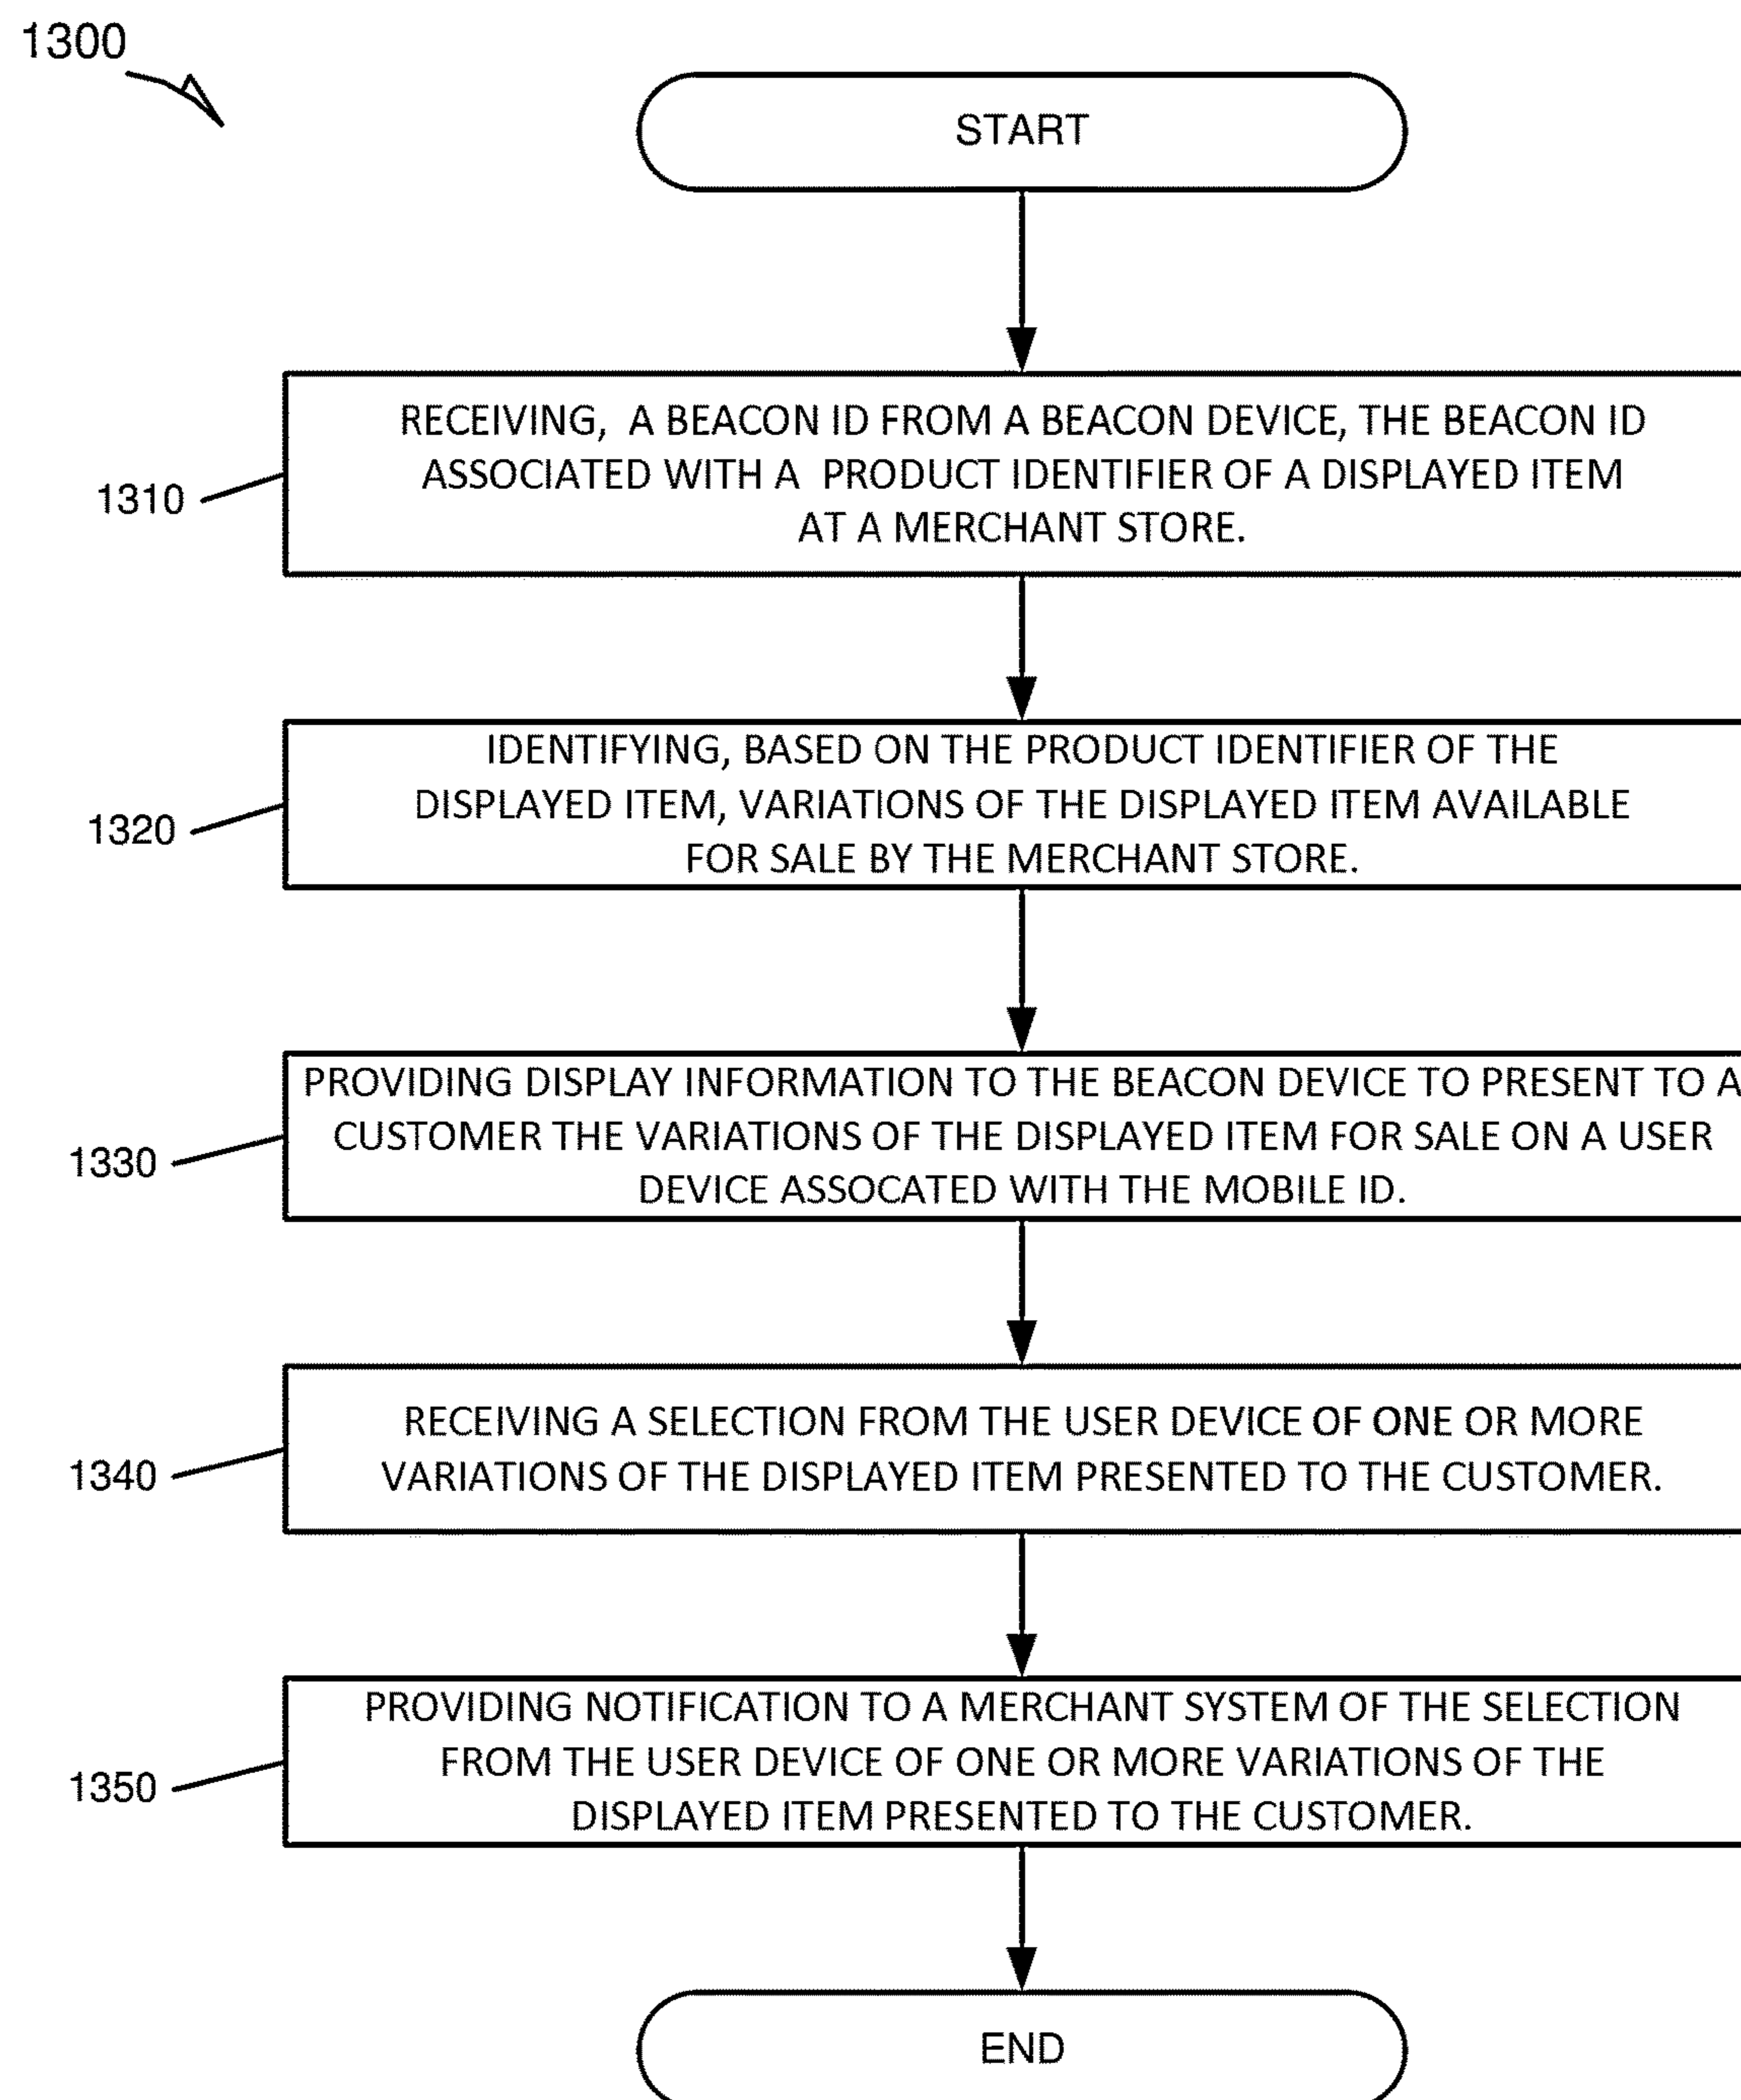 1300
START
RECEIVING, A BEACON ID FROM A BEACON DEVICE, THE BEACON ID
ASSOCIATED WITH A PRODUCT IDENTIFIER OF A DISPLAYED ITEM
AT A MERCHANT STORE.
1310
IDENTIFYING, BASED ON THE PRODUCT IDENTIFIER OF THE
DISPLAYED ITEM, VARIATIONS OF THE DISPLAYED ITEM AVAILABLE
FOR SALE BY THE MERCHANT STORE.
1320
PROVIDING DISPLAY INFORMATION TO THE BEACON DEVICE TO PRESENT TO A
CUSTOMER THE VARIATIONS OF THE DISPLAYED ITEM FOR SALE ON A USER
DEVICE ASSOCATED WITH THE MOBILE ID.
1330
RECEIVING A SELECTION FROM THE USER DEVICE OF ONE OR MORE
VARIATIONS OF THE DISPLAYED ITEM PRESENTED TO THE CUSTOMER.
1340
PROVIDING NOTIFICATION TO A MERCHANT SYSTEM OF THE SELECTION
FROM THE USER DEVICE OF ONE OR MORE VARIATIONS OF THE
DISPLAYED ITEM PRESENTED TO THE CUSTOMER.
1350
END